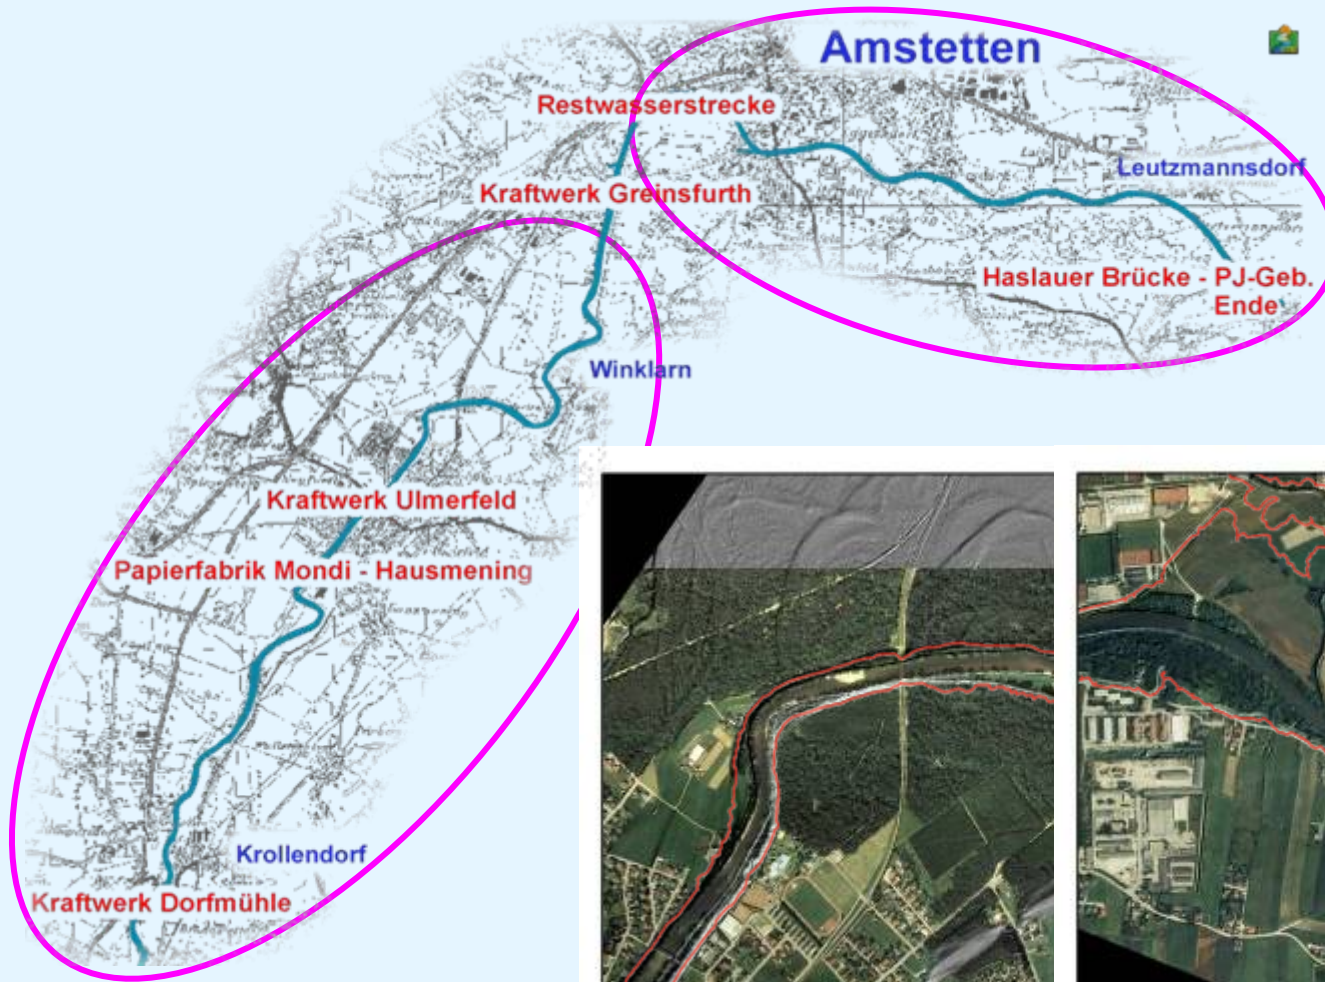 Amstetten
Restwasserstrecke
Leutzmannsdorf
Kraftwerk Greinsfurth
Haslauer Brücke - PJ-Geb.
Ende
Winklarn
Kraftwerk Ulmerfeld
Papierfabrik Mondi - Hausmening
Krollendorf
Kraftwerk Dorfmühle